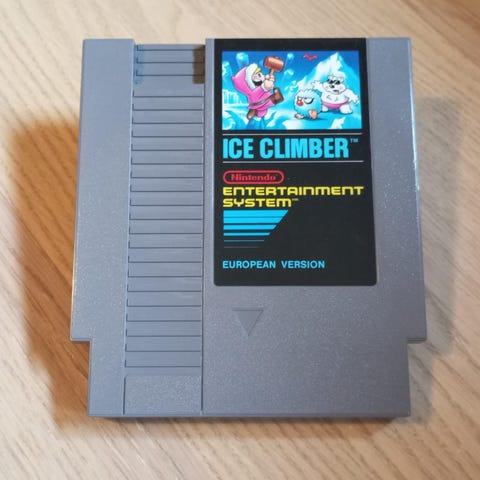 ICE CLIMBER™
Nintendo
ENTERTAINMENT
SYSTEM™
EUROPEAN VERSION